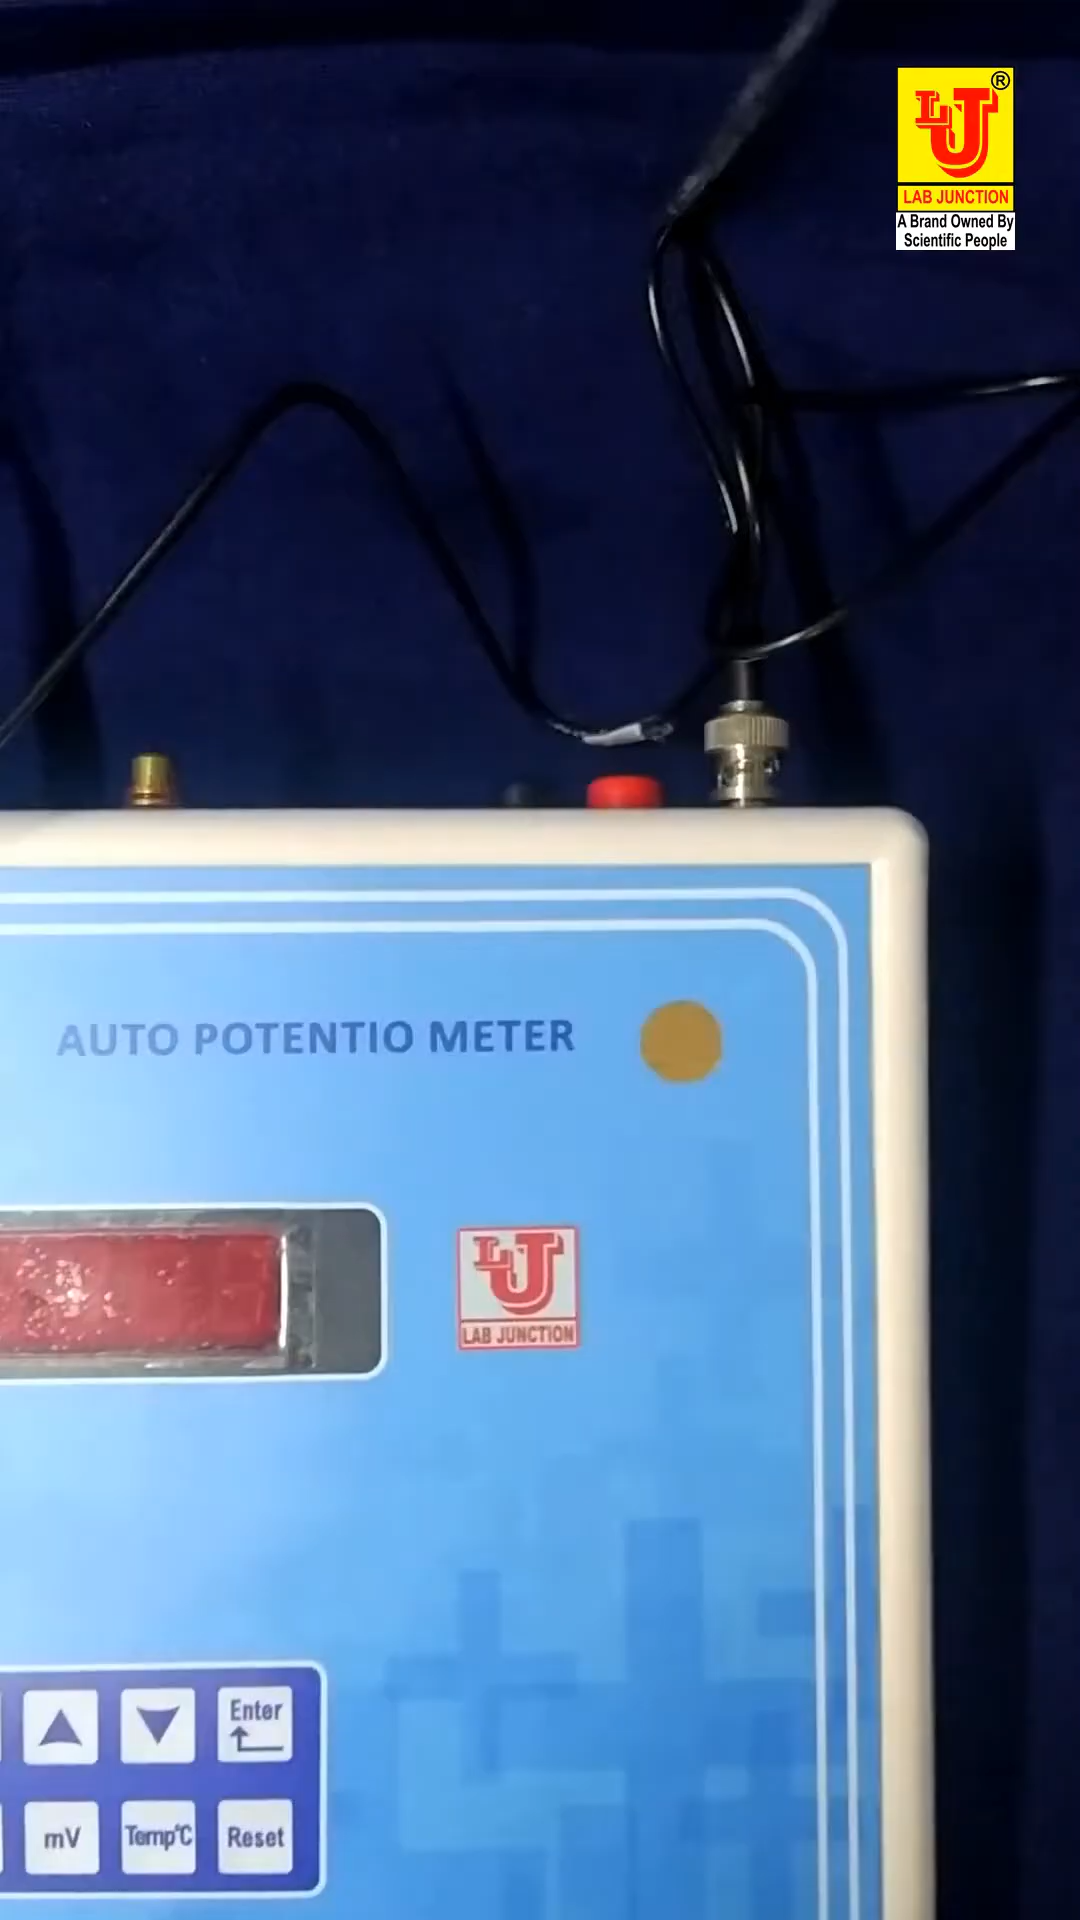 LJ®
LAB JUNCTION
A Brand Owned By
Scientific People
AUTO POTENTIO METER
LJ
LAB JUNCTION
Enter
mV
Temp°C
Reset